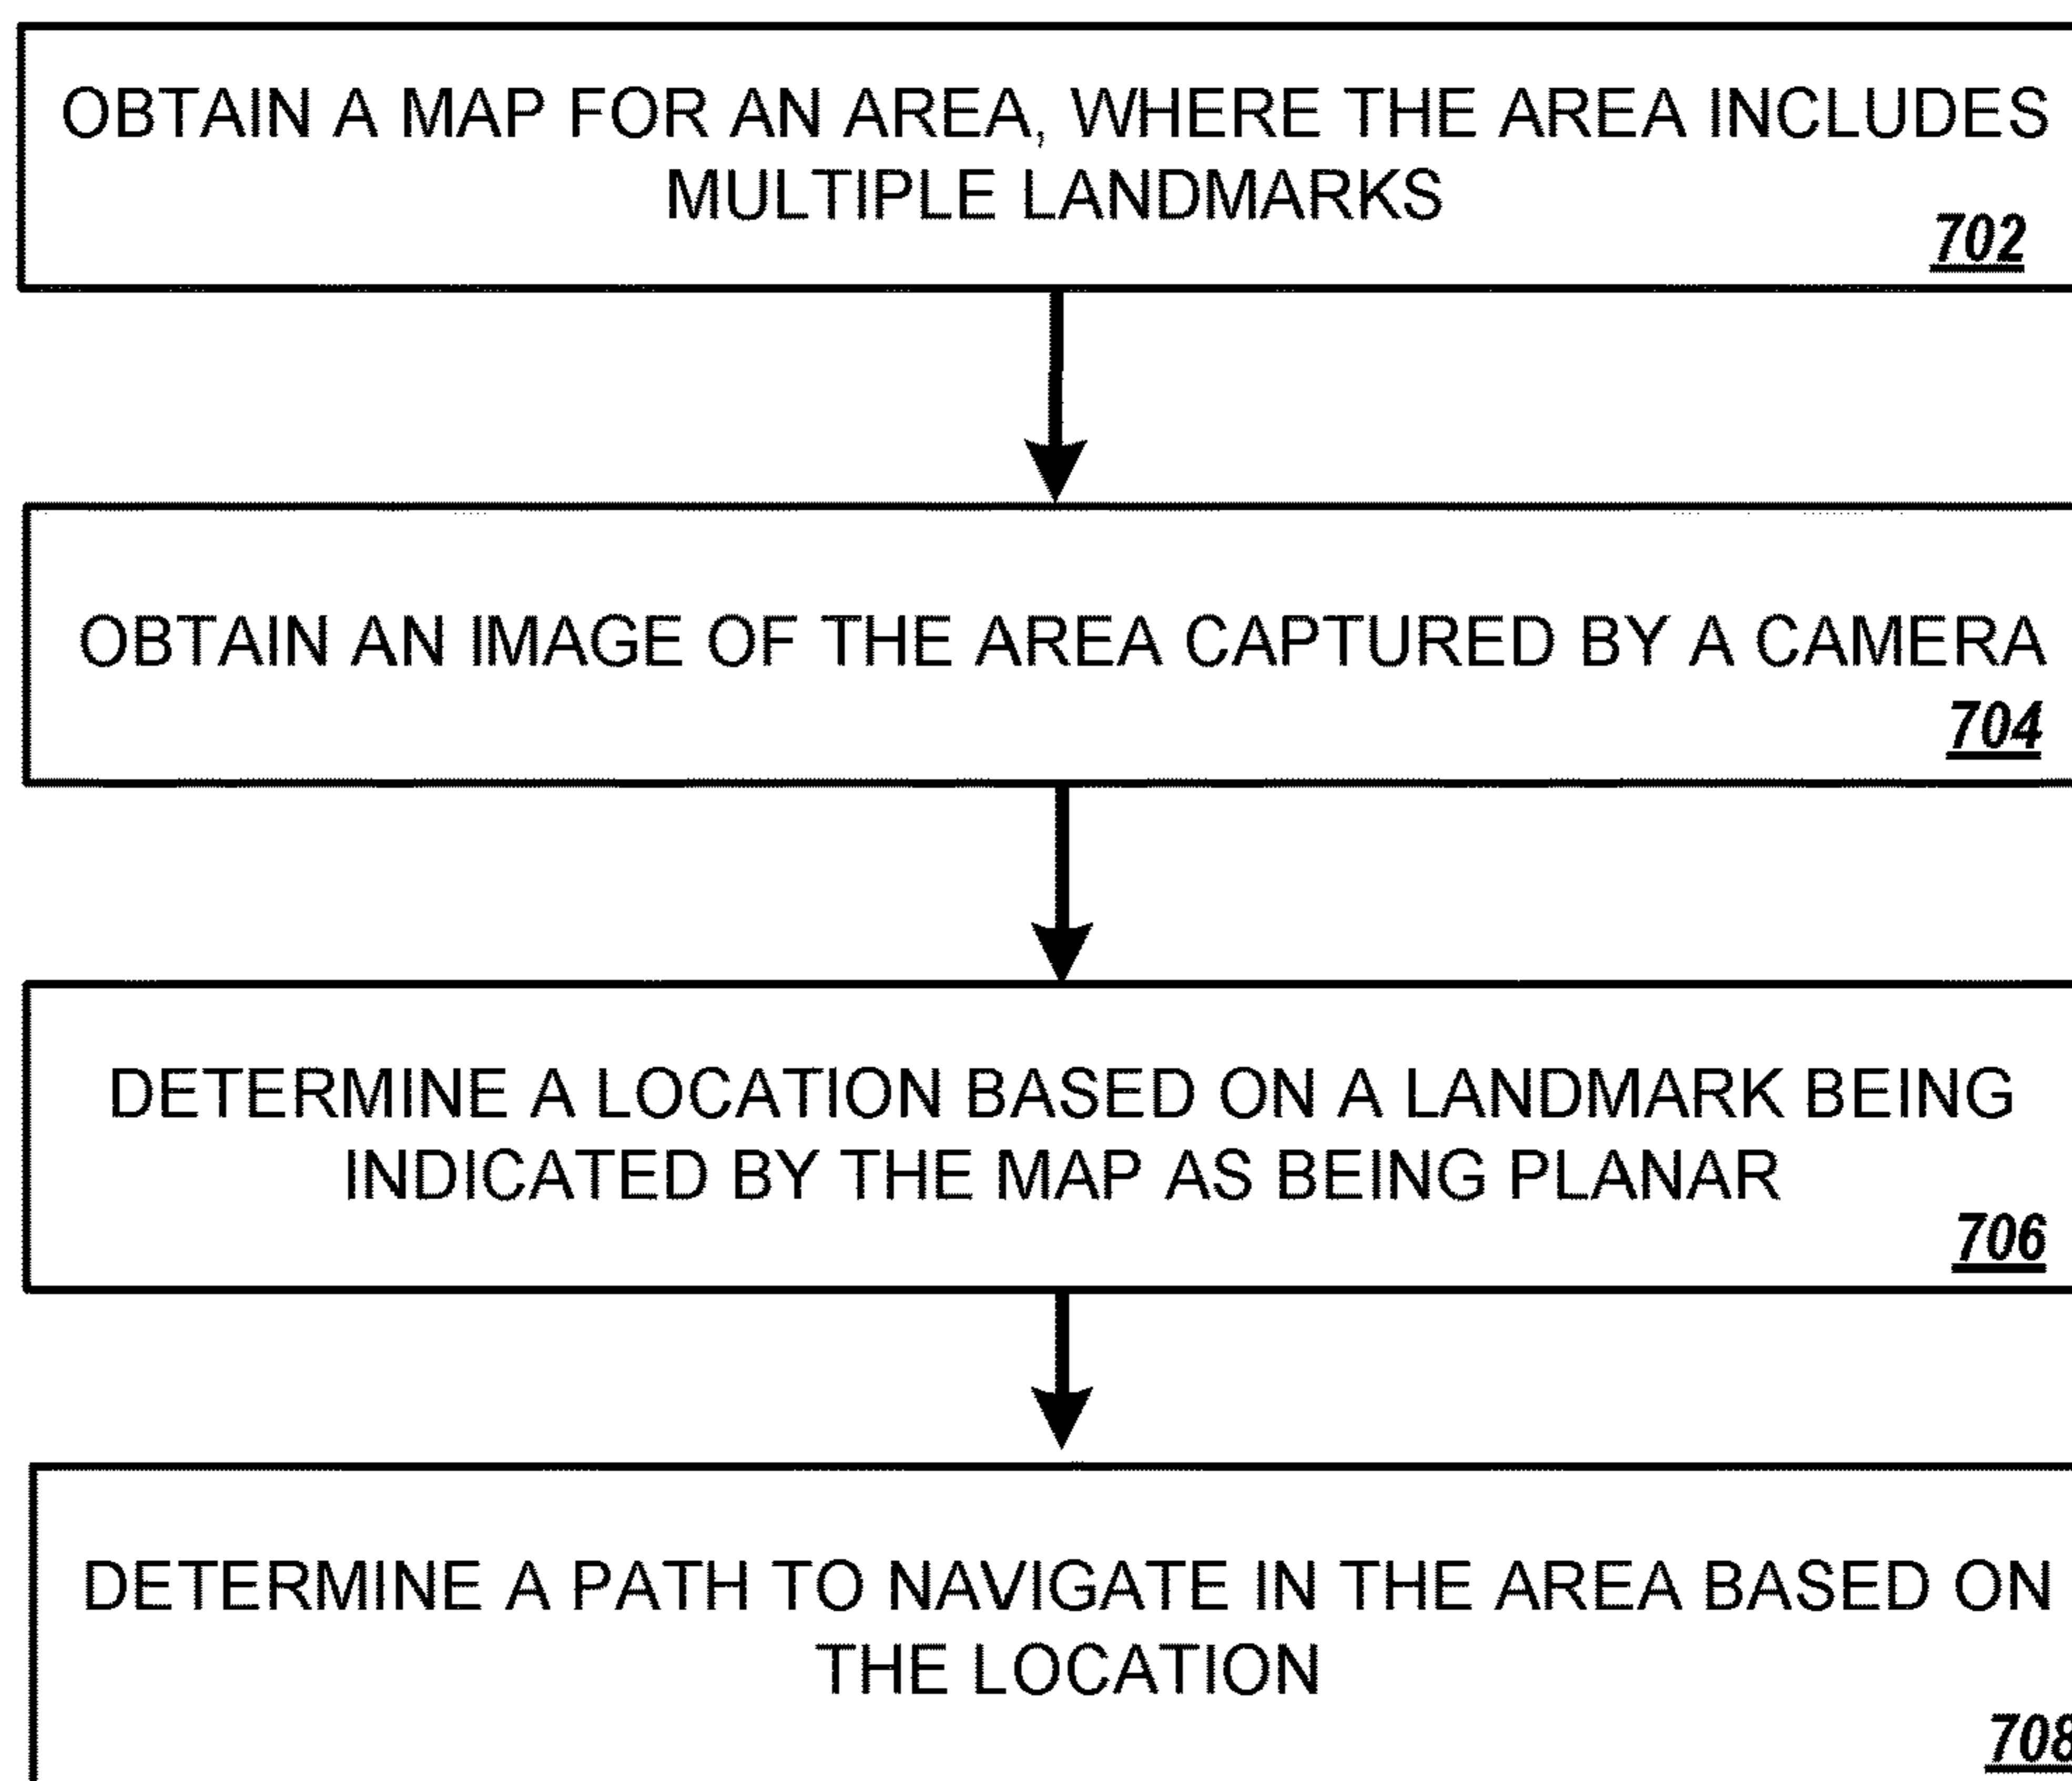 OBTAIN A MAP FOR AN AREA, WHERE THE AREA INCLUDES
MULTIPLE LANDMARKS
702
OBTAIN AN IMAGE OF THE AREA CAPTURED BY A CAMERA
704
DETERMINE A LOCATION BASED ON A LANDMARK BEING
INDICATED BY THE MAP AS BEING PLANAR
706
DETERMINE A PATH TO NAVIGATE IN THE AREA BASED ON
THE LOCATION
708